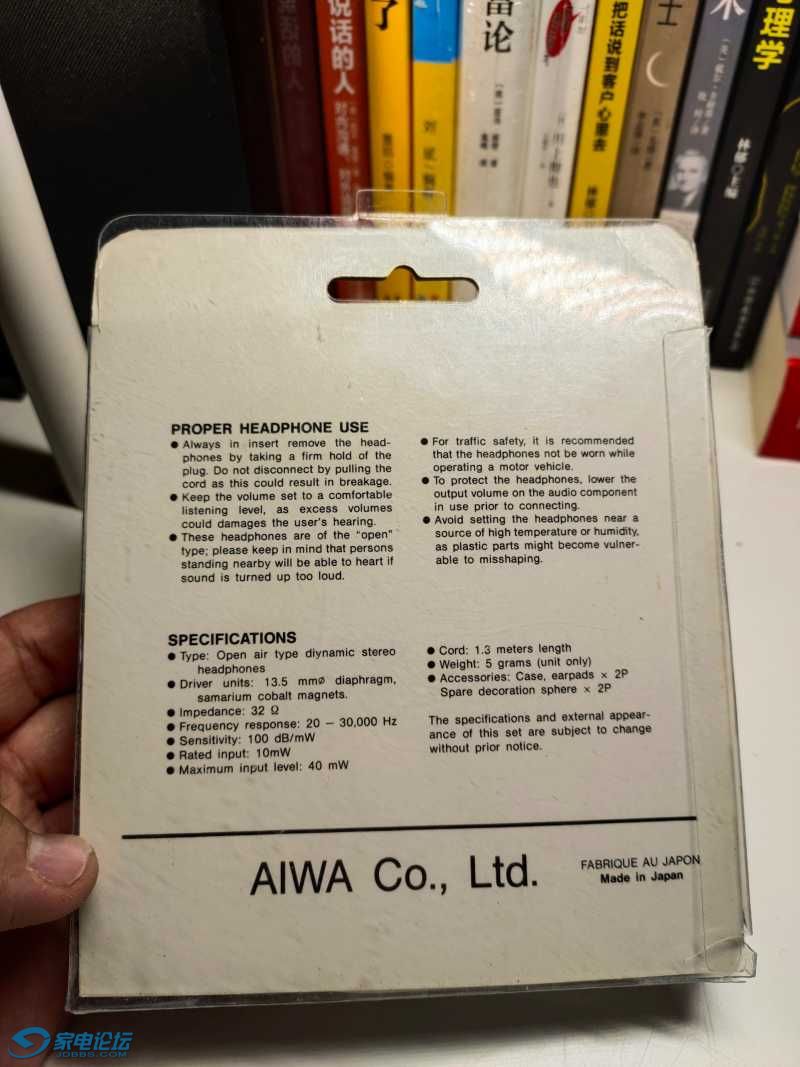 说话的人
了
富论
把话说到客户心里去
士
术
心理学
PROPER HEADPHONE USE
● Always in insert remove the head-
phones by taking a firm hold of the
plug. Do not disconnect by pulling the
cord as this could result in breakage.
● Keep the volume set to a comfortable
listening level, as excess volumes
could damages the user's hearing.
● These headphones are of the "open"
type; please keep in mind that persons
standing nearby will be able to heart if
sound is turned up too loud.
● For traffic safety, it is recommended
that the headphones not be worn while
operating a motor vehicle.
● To protect the headphones, lower the
output volume on the audio component
in use prior to connecting.
● Avoid setting the headphones near a
source of high temperature or humidity,
as plastic parts might become vulner-
able to misshaping.
SPECIFICATIONS
● Type: Open air type diynamic stereo
headphones
● Driver units: 13.5 mmø diaphragm,
samarium cobalt magnets.
● Impedance: 32 Ω
● Frequency response: 20 – 30,000 Hz
● Sensitivity: 100 dB/mW
● Rated input: 10mW
● Maximum input level: 40 mW
● Cord: 1.3 meters length
● Weight: 5 grams (unit only)
● Accessories: Case, earpads × 2P
Spare decoration sphere × 2P
The specifications and external appear-
ance of this set are subject to change
without prior notice.
AIWA Co., Ltd.
FABRIQUE AU JAPON
Made in Japan
家电论坛
JDBBS.COM